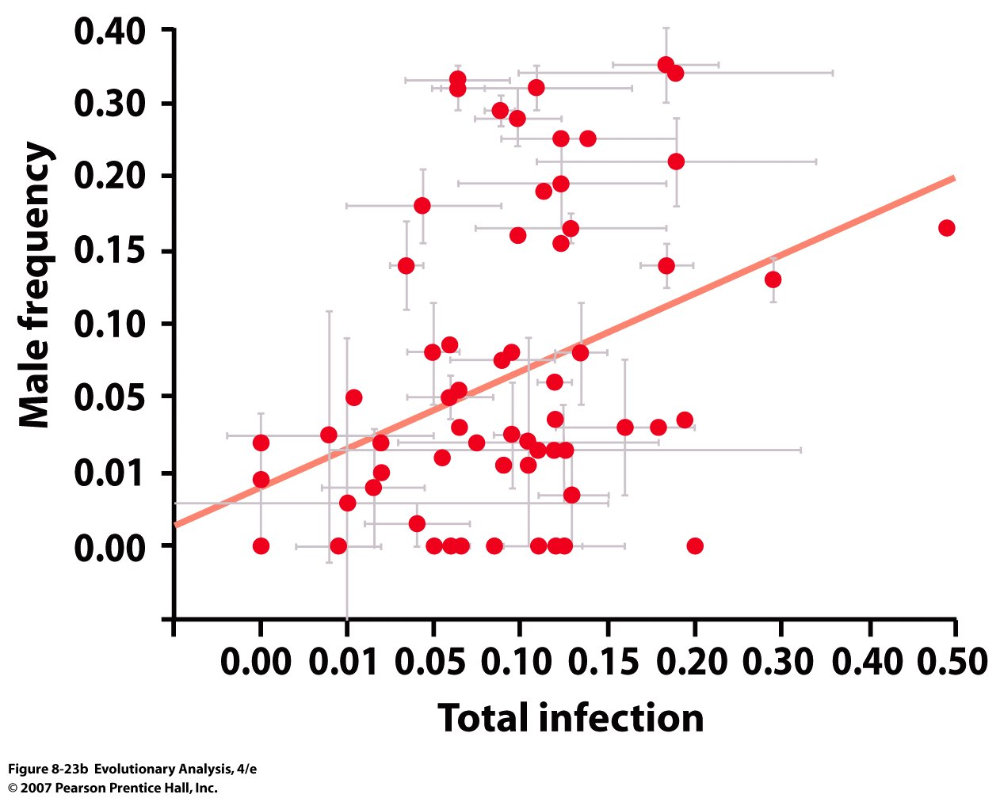 0.40
0.30
0.20
0.15
0.10
0.05
0.01
0.00
Male frequency
0.00 0.01 0.05 0.10 0.15 0.20 0.30 0.40 0.50
Total infection
Figure 8-23b Evolutionary Analysis, 4/e
© 2007 Pearson Prentice Hall, Inc.